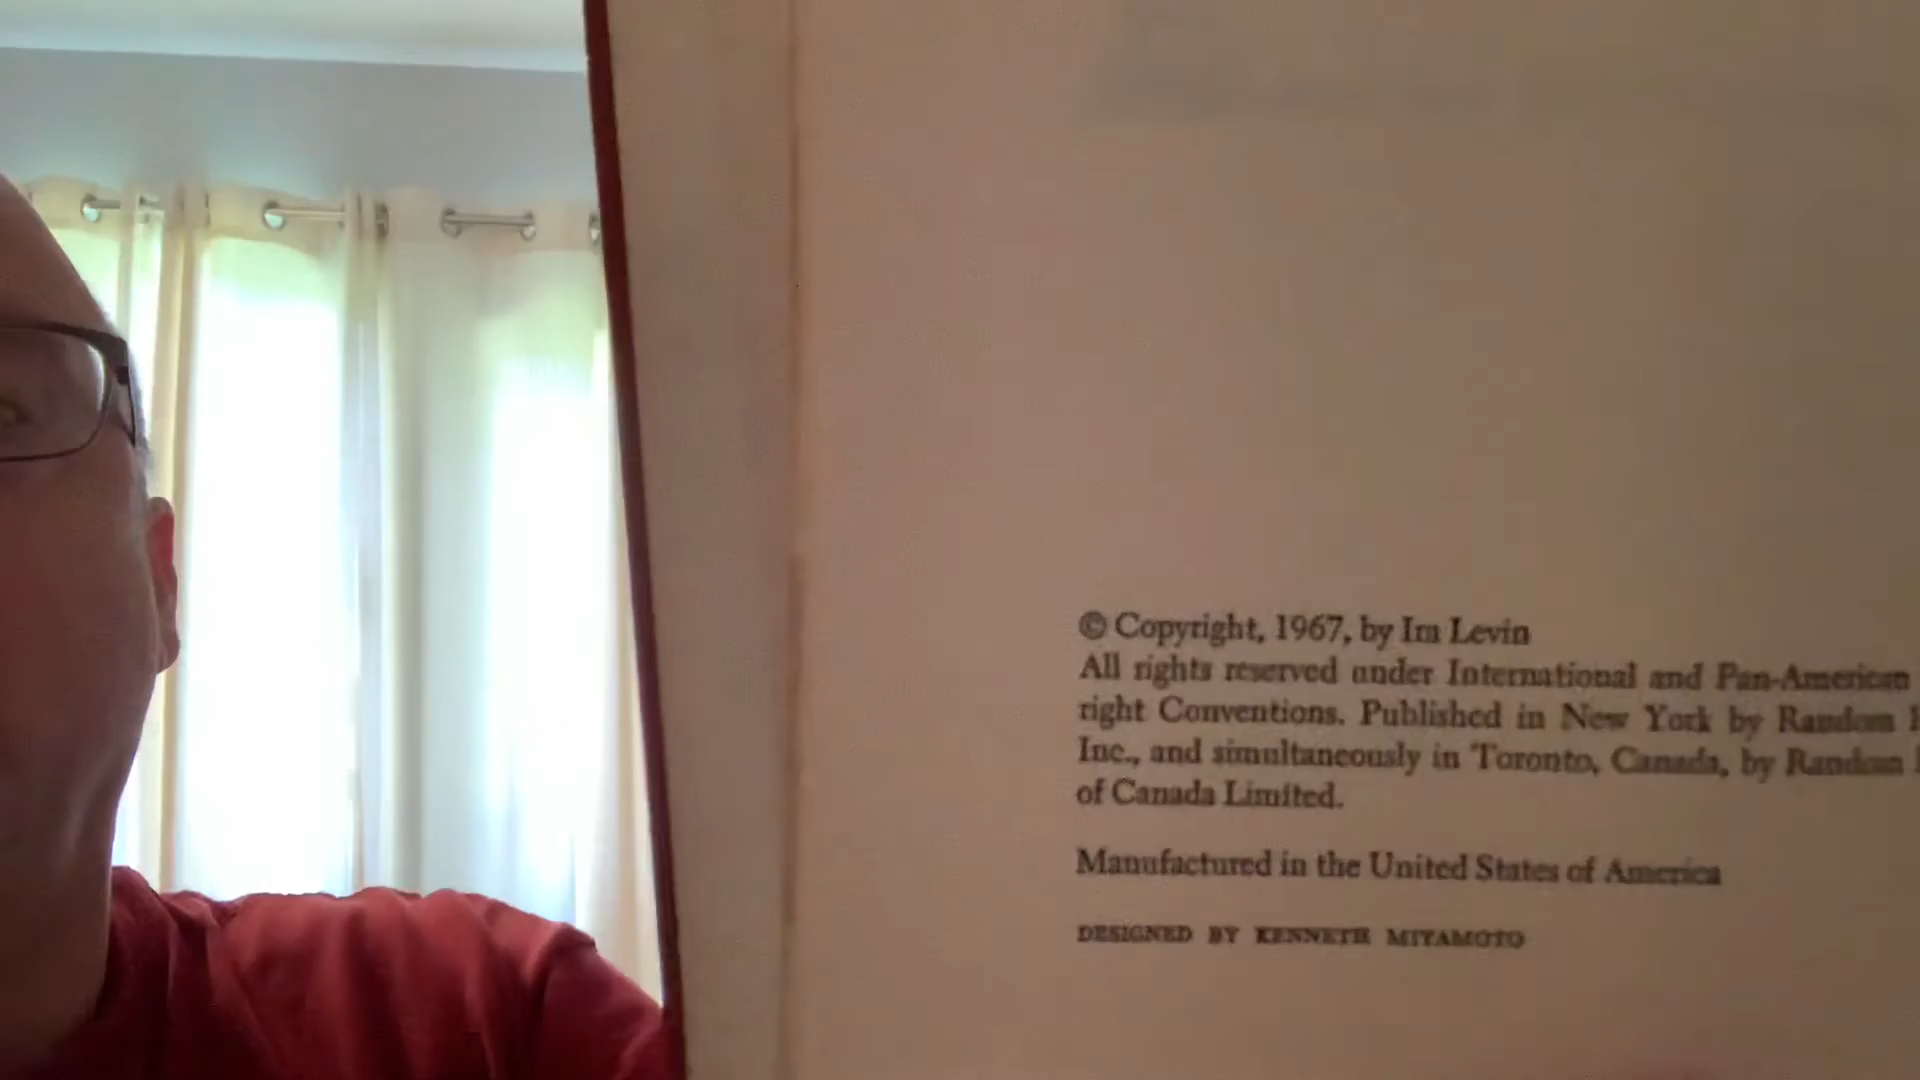 © Copyright, 1967, by Ira Levin
All rights reserved under International and Pan-American
right Conventions. Published in New York by Random
Inc., and simultaneously in Toronto, Canada, by Random
of Canada Limited.
Manufactured in the United States of America
DESIGNED BY KENNETH MIYAMOTO